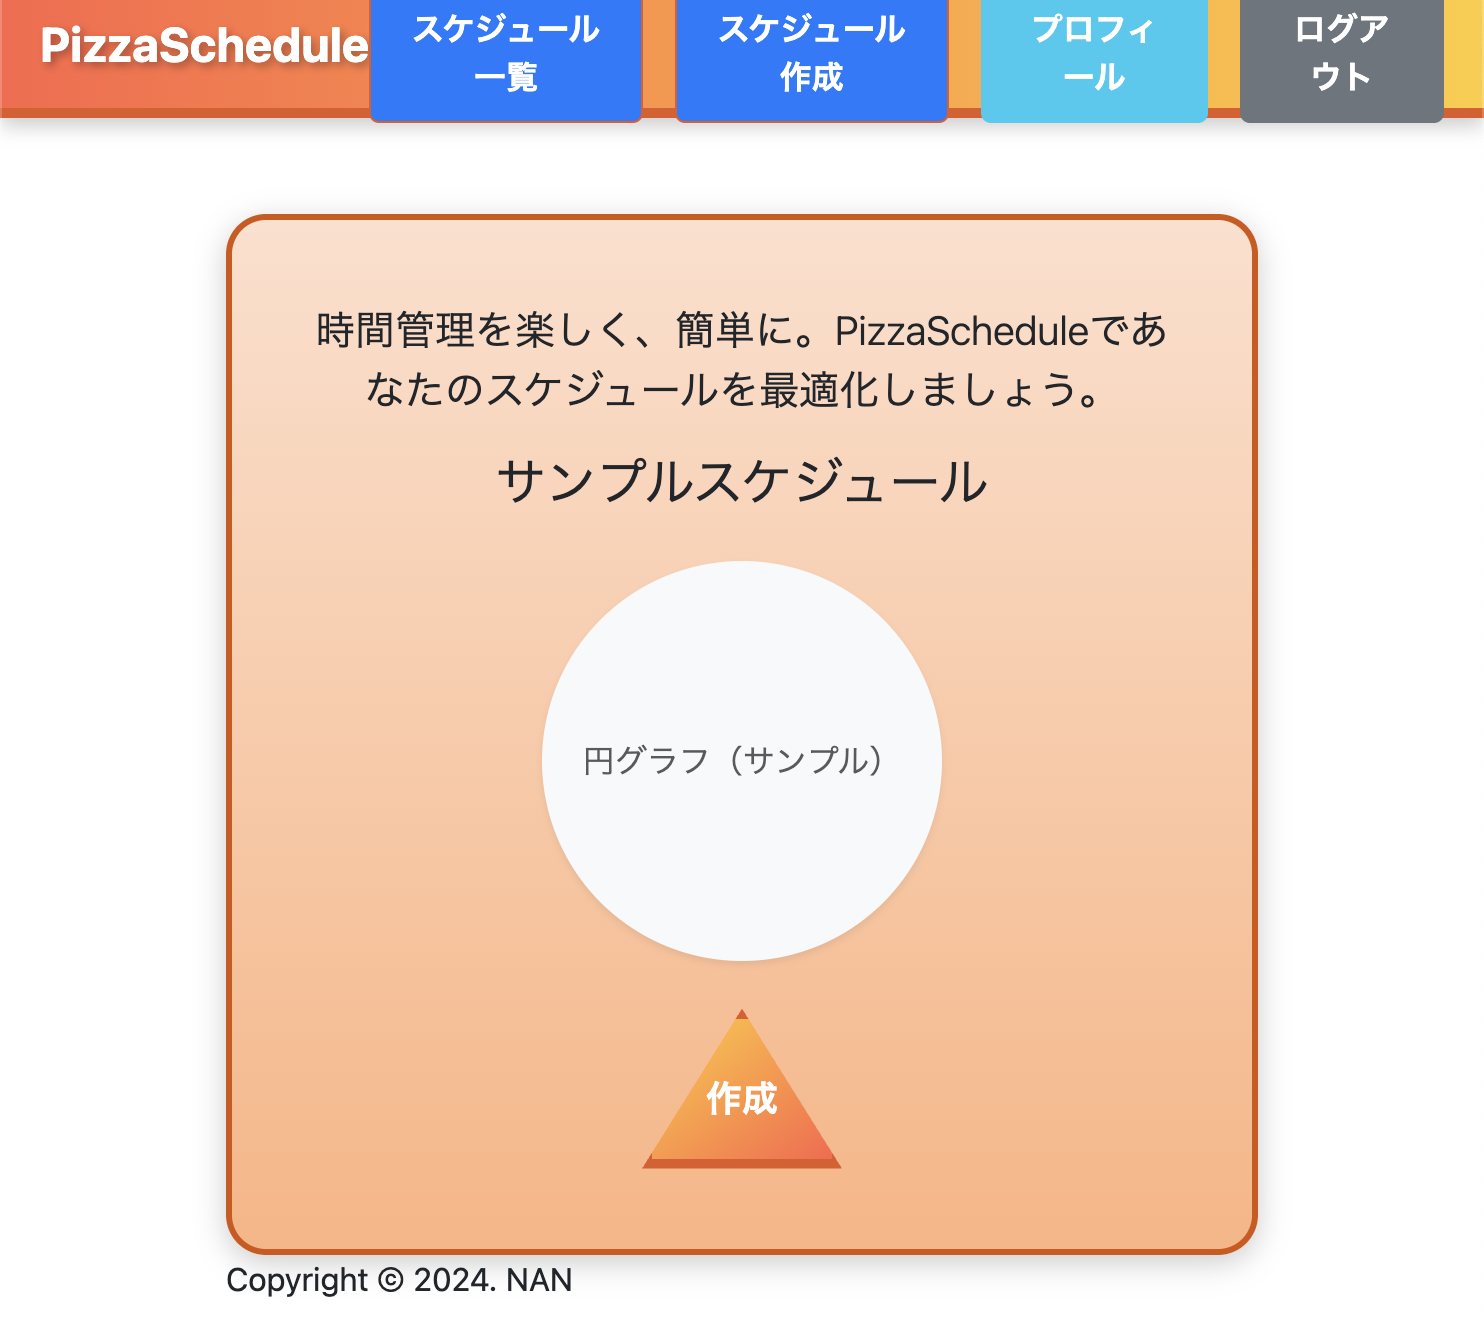 PizzaSchedule
スケジュール
一覧
スケジュール
作成
プロフィ
ール
ログア
ウト
時間管理を楽しく、簡単に。PizzaScheduleであ
なたのスケジュールを最適化しましょう。
サンプルスケジュール
円グラフ（サンプル）
作成
Copyright © 2024. NAN